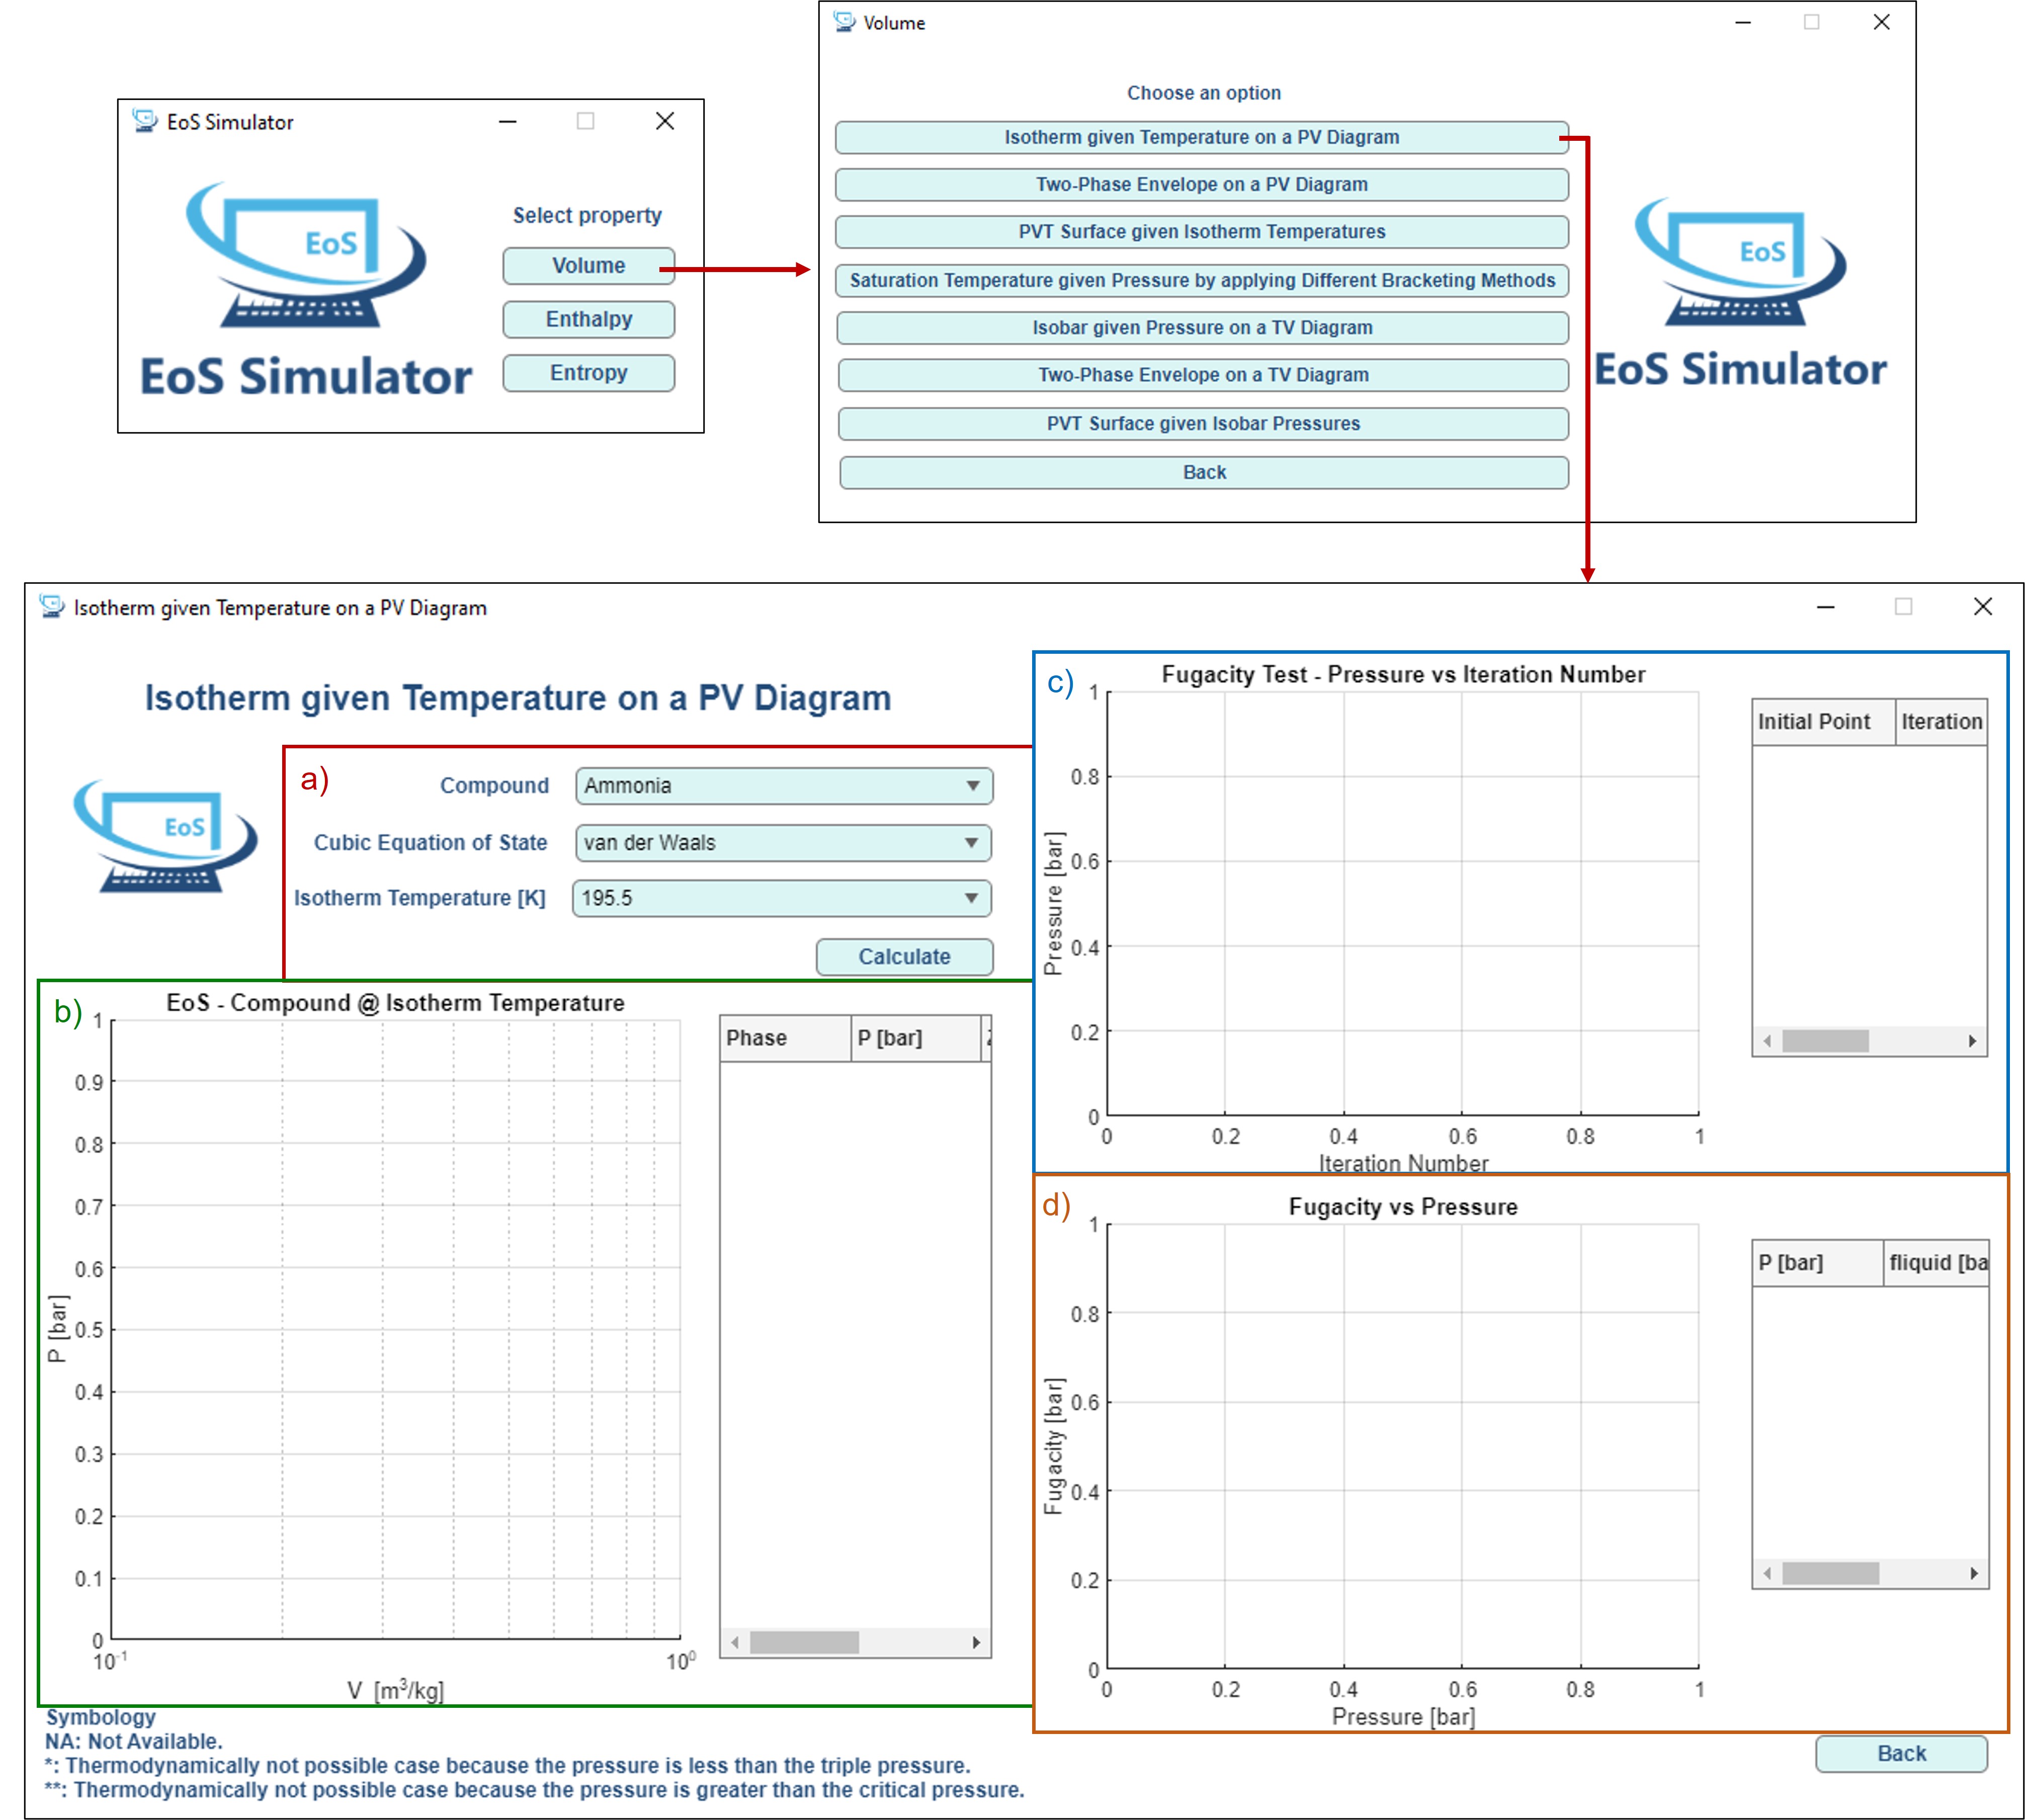 EoS Simulator
EoS
EoS Simulator
Select property
Volume
Enthalpy
Entropy
Volume
Choose an option
Isotherm given Temperature on a PV Diagram
Two-Phase Envelope on a PV Diagram
PVT Surface given Isotherm Temperatures
Saturation Temperature given Pressure by applying Different Bracketing Methods
Isobar given Pressure on a TV Diagram
Two-Phase Envelope on a TV Diagram
PVT Surface given Isobar Pressures
Back
EoS
EoS Simulator
Isotherm given Temperature on a PV Diagram
Isotherm given Temperature on a PV Diagram
EoS
a)
Compound
Ammonia
Cubic Equation of State
van der Waals
Isotherm Temperature [K]
195.5
Calculate
b)
EoS - Compound @ Isotherm Temperature
1
0.9
0.8
0.7
0.6
0.5
0.4
0.3
0.2
0.1
0
P [bar]
10⁻¹
10⁰
V [m³/kg]
Phase P [bar]
c)
Fugacity Test - Pressure vs Iteration Number
1
0.8
0.6
0.4
0.2
0
Pressure [bar]
0 0.2 0.4 0.6 0.8 1
Iteration Number
Initial Point Iteration
d)
Fugacity vs Pressure
1
0.8
0.6
0.4
0.2
0
Fugacity [bar]
0 0.2 0.4 0.6 0.8 1
Pressure [bar]
P [bar] fliquid [ba
Symbology
NA: Not Available.
*: Thermodynamically not possible case because the pressure is less than the triple pressure.
**: Thermodynamically not possible case because the pressure is greater than the critical pressure.
Back